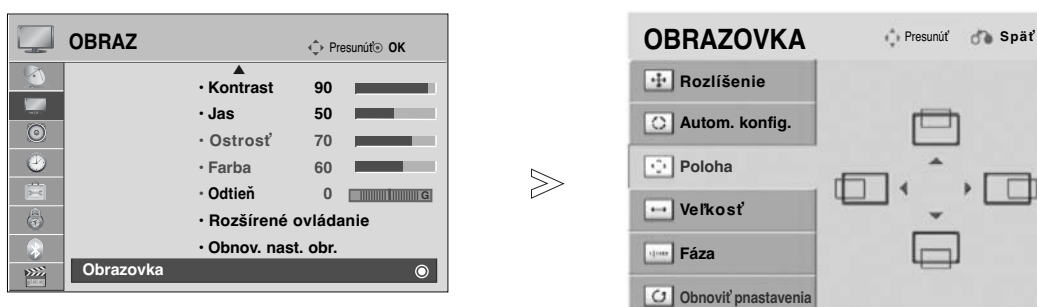 OBRAZ
Presunúť OK
Kontrast 90
Jas 50
Ostrosť 70
Farba 60
Odtieň 0 G
Rozšírené ovládanie
Obnov. nast. obr.
Obrazovka
OBRAZOVKA
Presunúť Späť
Rozlíšenie
Autom. konfig.
Poloha
Veľkosť
Fáza
Obnoviť pnastavenia